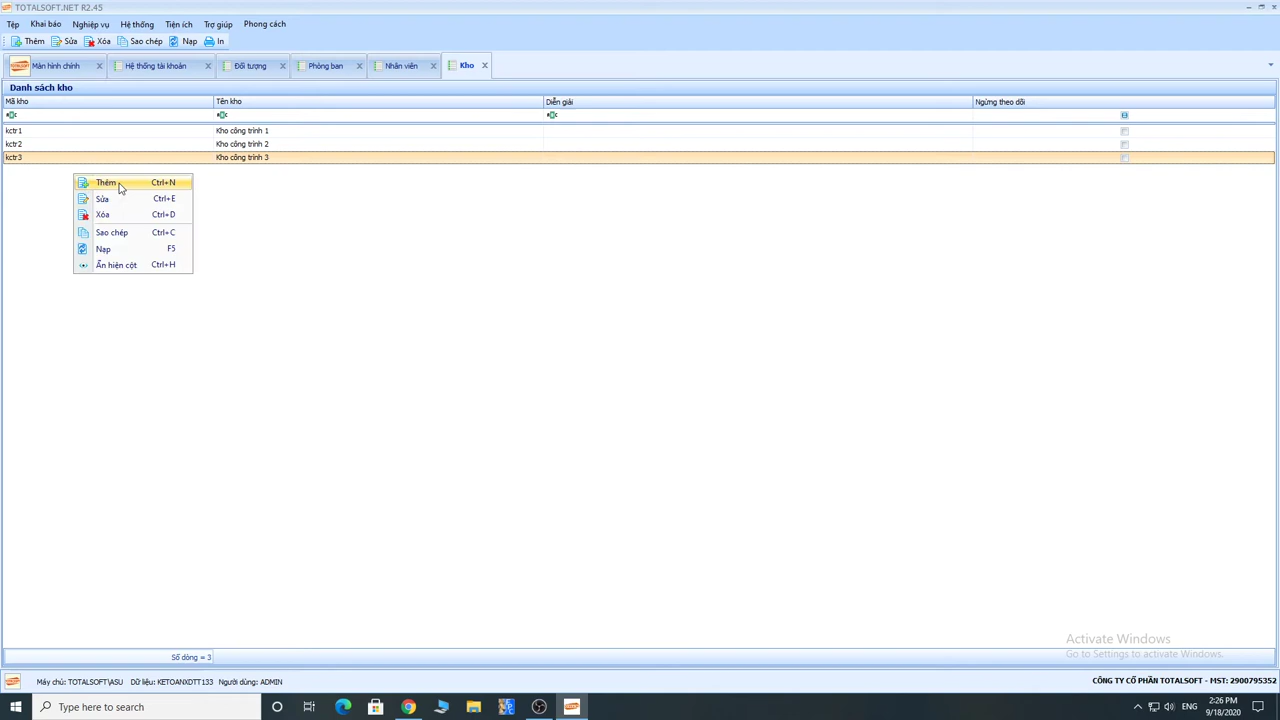 TOTALSOFT.NET R2.45
Tệp Khai báo Nghiệp vụ Hệ thống Tiện ích Trợ giúp Phong cách
Thêm Sửa Xóa Sao chép Nạp In
Màn hình chính Hệ thống tài khoản Đối tượng Phòng ban Nhân viên Kho
Danh sách kho
Mã kho Tên kho Diễn giải Ngừng theo dõi
kctr1 Kho công trình 1
kctr2 Kho công trình 2
kctr3 Kho công trình 3
Thêm Ctrl+N
Sửa Ctrl+E
Xóa Ctrl+D
Sao chép Ctrl+C
Nạp F5
Ẩn hiện cột Ctrl+H
Activate Windows
Go to Settings to activate Windows.
Số dòng = 3
Máy chủ: TOTALSOFT\ASU Dữ liệu: KETOANXDTT133 Người dùng: ADMIN CÔNG TY CỔ PHẦN TOTALSOFT - MST: 2900795352
Type here to search ENG 2:26 PM
9/18/2020